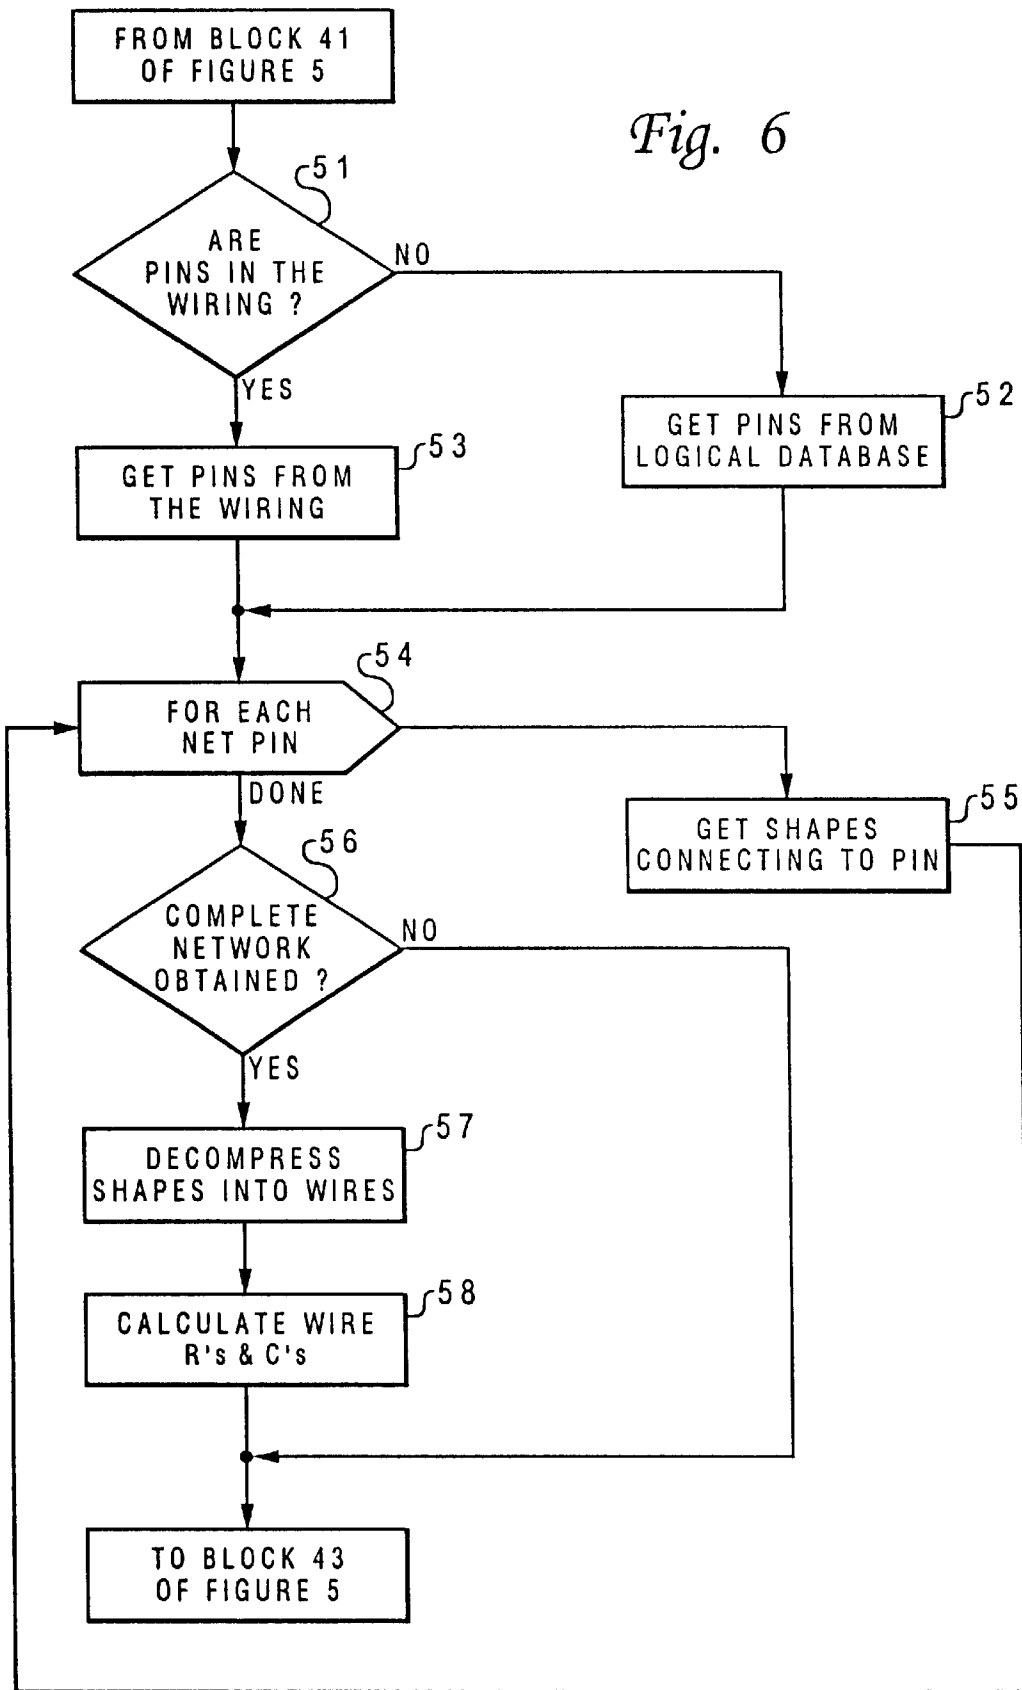 FROM BLOCK 41
OF FIGURE 5
Fig. 6
51
ARE
PINS IN THE
WIRING ?
NO
YES
52
GET PINS FROM
LOGICAL DATABASE
53
GET PINS FROM
THE WIRING
54
FOR EACH
NET PIN
DONE
55
GET SHAPES
CONNECTING TO PIN
56
COMPLETE
NETWORK
OBTAINED ?
NO
YES
57
DECOMPRESS
SHAPES INTO WIRES
58
CALCULATE WIRE
R's & C's
TO BLOCK 43
OF FIGURE 5